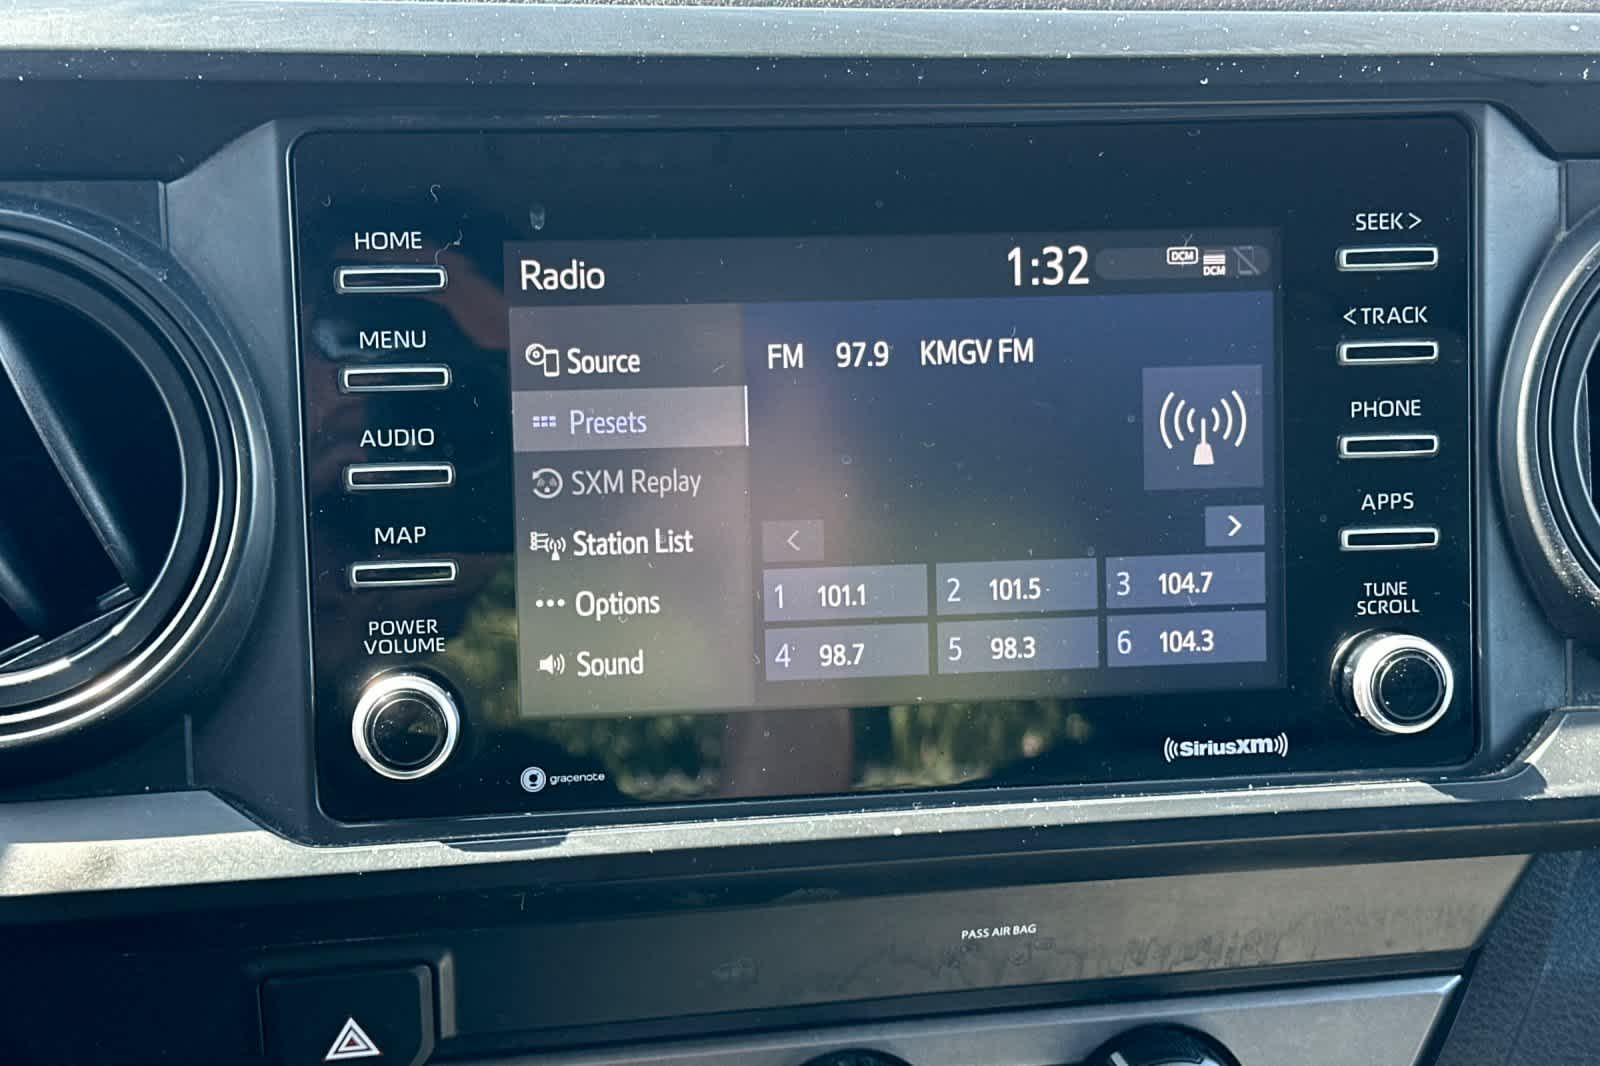 HOME
MENU
AUDIO
MAP
POWER
VOLUME
Radio
1:32
DCM
DCM
Source
Presets
SXM Replay
Station List
Options
Sound
FM 97.9 KMGV FM
< >
1 101.1 2 101.5 3 104.7
4 98.7 5 98.3 6 104.3
gracenote
((SiriusXM))
SEEK >
< TRACK
PHONE
APPS
TUNE
SCROLL
PASS AIR BAG